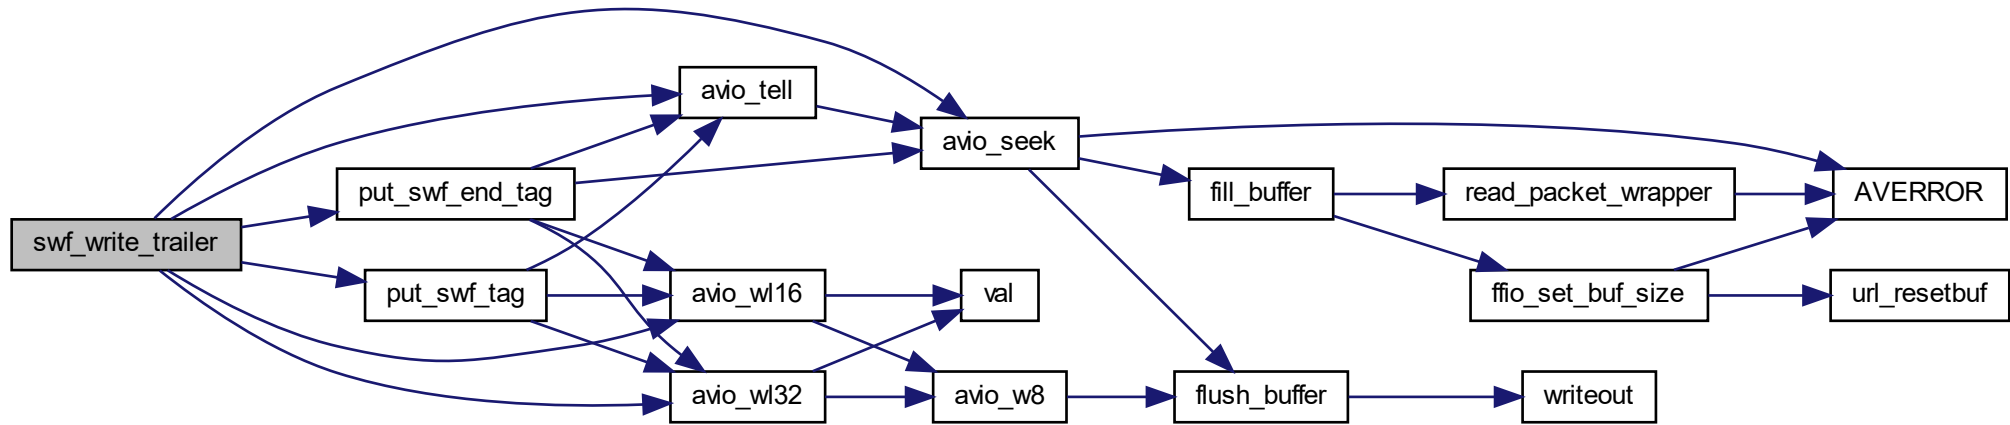 avio_tell
avio_seek
put_swf_end_tag
fill_buffer
read_packet_wrapper
AVERROR
swf_write_trailer
put_swf_tag
avio_wl16
val
ffio_set_buf_size
url_resetbuf
avio_wl32
avio_w8
flush_buffer
writeout